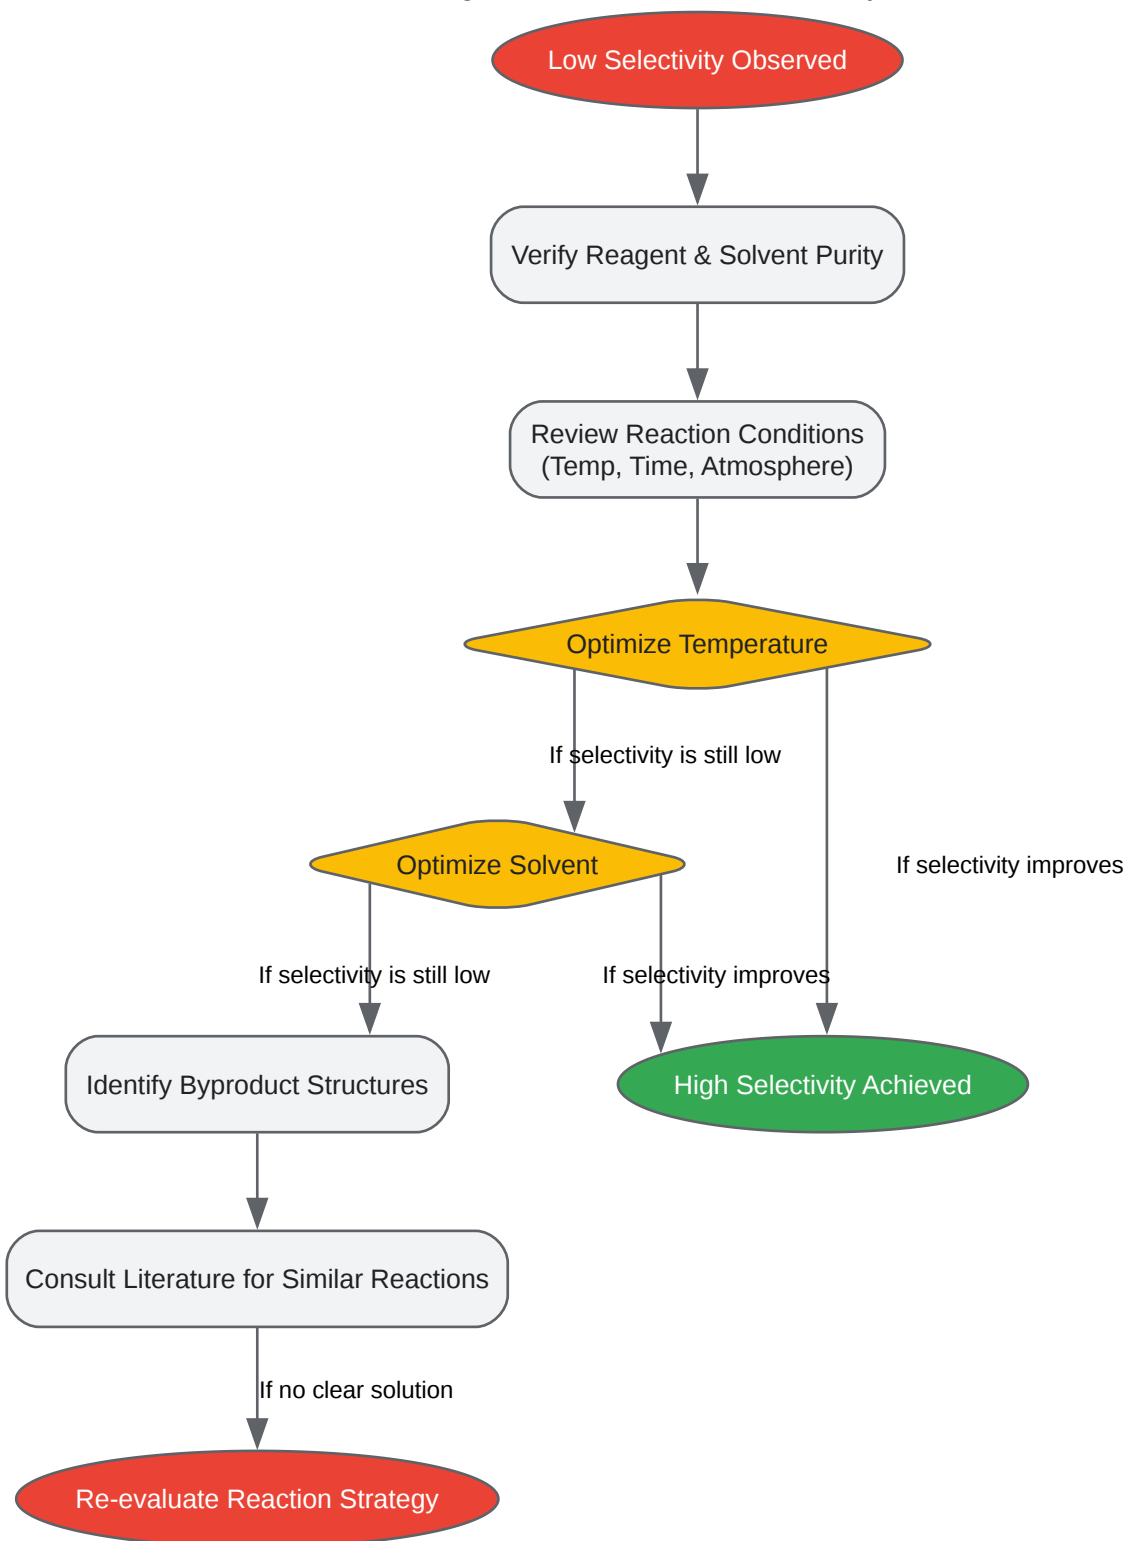 Low Selectivity Observed
Verify Reagent & Solvent Purity
Review Reaction Conditions
(Temp, Time, Atmosphere)
Optimize Temperature
If selectivity is still low
Optimize Solvent
If selectivity improves
If selectivity is still low
If selectivity improves
Identify Byproduct Structures
High Selectivity Achieved
Consult Literature for Similar Reactions
If no clear solution
Re-evaluate Reaction Strategy